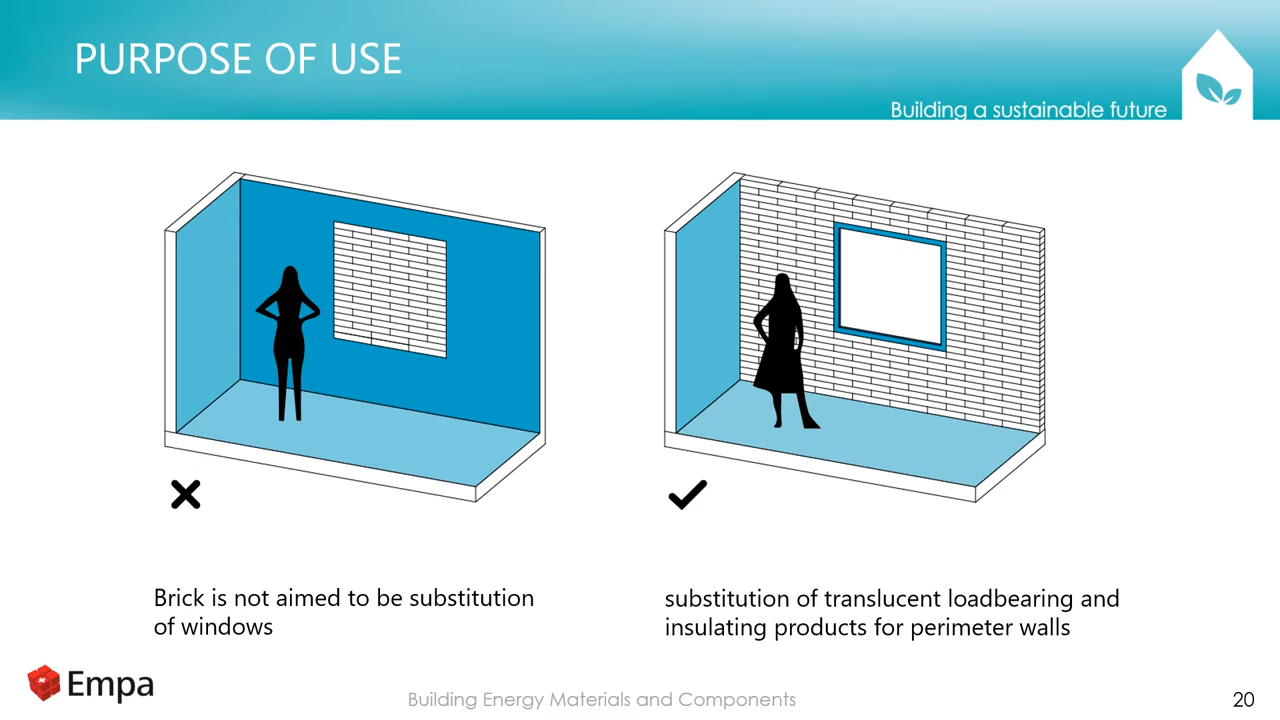 PURPOSE OF USE
Building a sustainable future
Brick is not aimed to be substitution
of windows
substitution of translucent loadbearing and
insulating products for perimeter walls
Empa
Building Energy Materials and Components
20